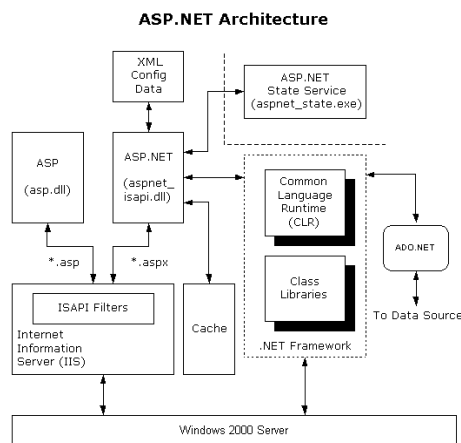 ASP.NET Architecture
XML
Config
Data
ASP.NET
State Service
(aspnet_state.exe)
ASP
(asp.dll)
ASP.NET
(aspnet_
isapi.dll)
Common
Language
Runtime
(CLR)
ADO.NET
*.asp
*.aspx
Class
Libraries
To Data Source
ISAPI Filters
Internet
Information
Server (IIS)
Cache
.NET Framework
Windows 2000 Server